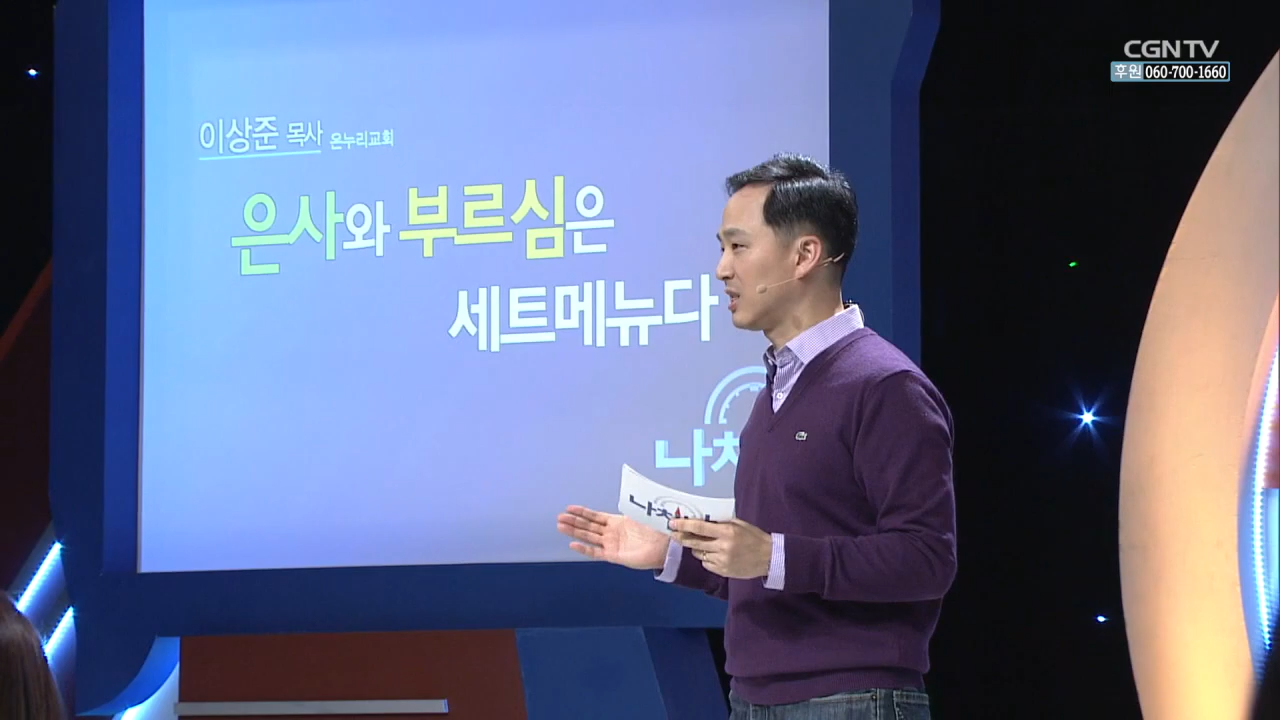 CGNTV
후원 060-700-1660
이상준 목사 온누리교회
은사와 부르심은
세트메뉴다